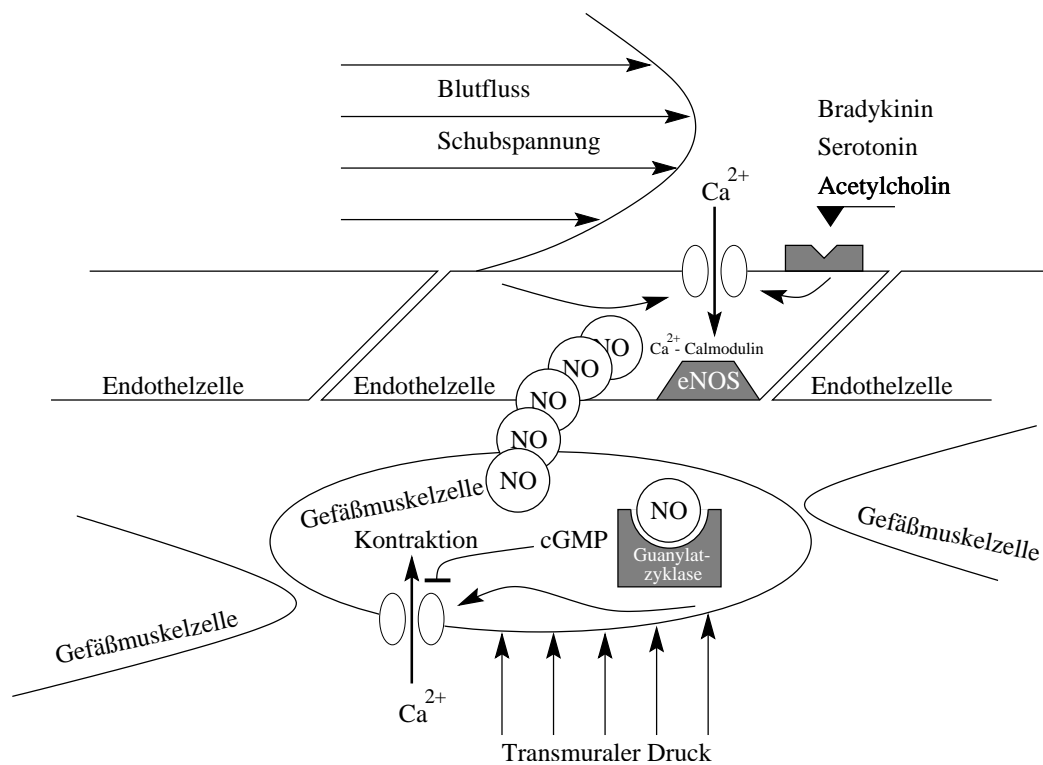 Blutfluss
Schubspannung
Bradykinin
Serotonin
Acetylcholin
Ca2+
Ca2+- Calmodulin
eNOS
NO
NO
NO
NO
NO
Endothelzelle
Endothelzelle
Endothelzelle
Gefäßmuskelzelle
NO
Guanylat-
zyklase
Kontraktion
cGMP
Gefäßmuskelzelle
Gefäßmuskelzelle
Ca2+
Transmuraler Druck